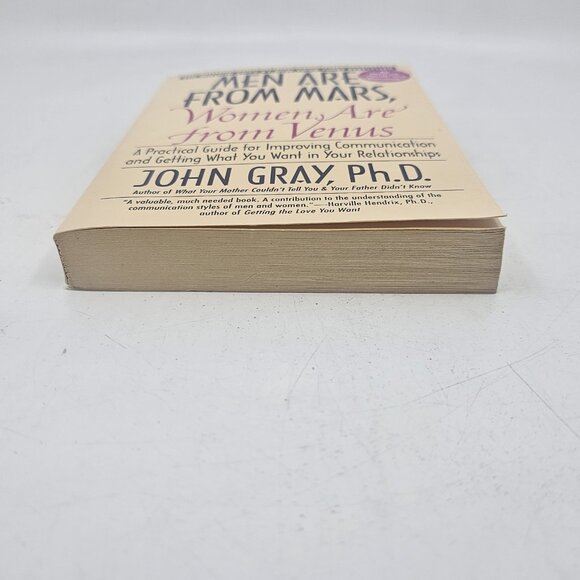 MEN ARE
FROM MARS,
Women Are
from Venus
A Practical Guide for Improving Communication
and Getting What You Want in Your Relationships
JOHN GRAY, Ph.D.
Author of What Your Mother Couldn't Tell You & Your Father Didn't Know
"A valuable, much needed book. A contribution to the understanding of the
communication styles of men and women."—Harville Hendrix, Ph.D.,
author of Getting the Love You Want